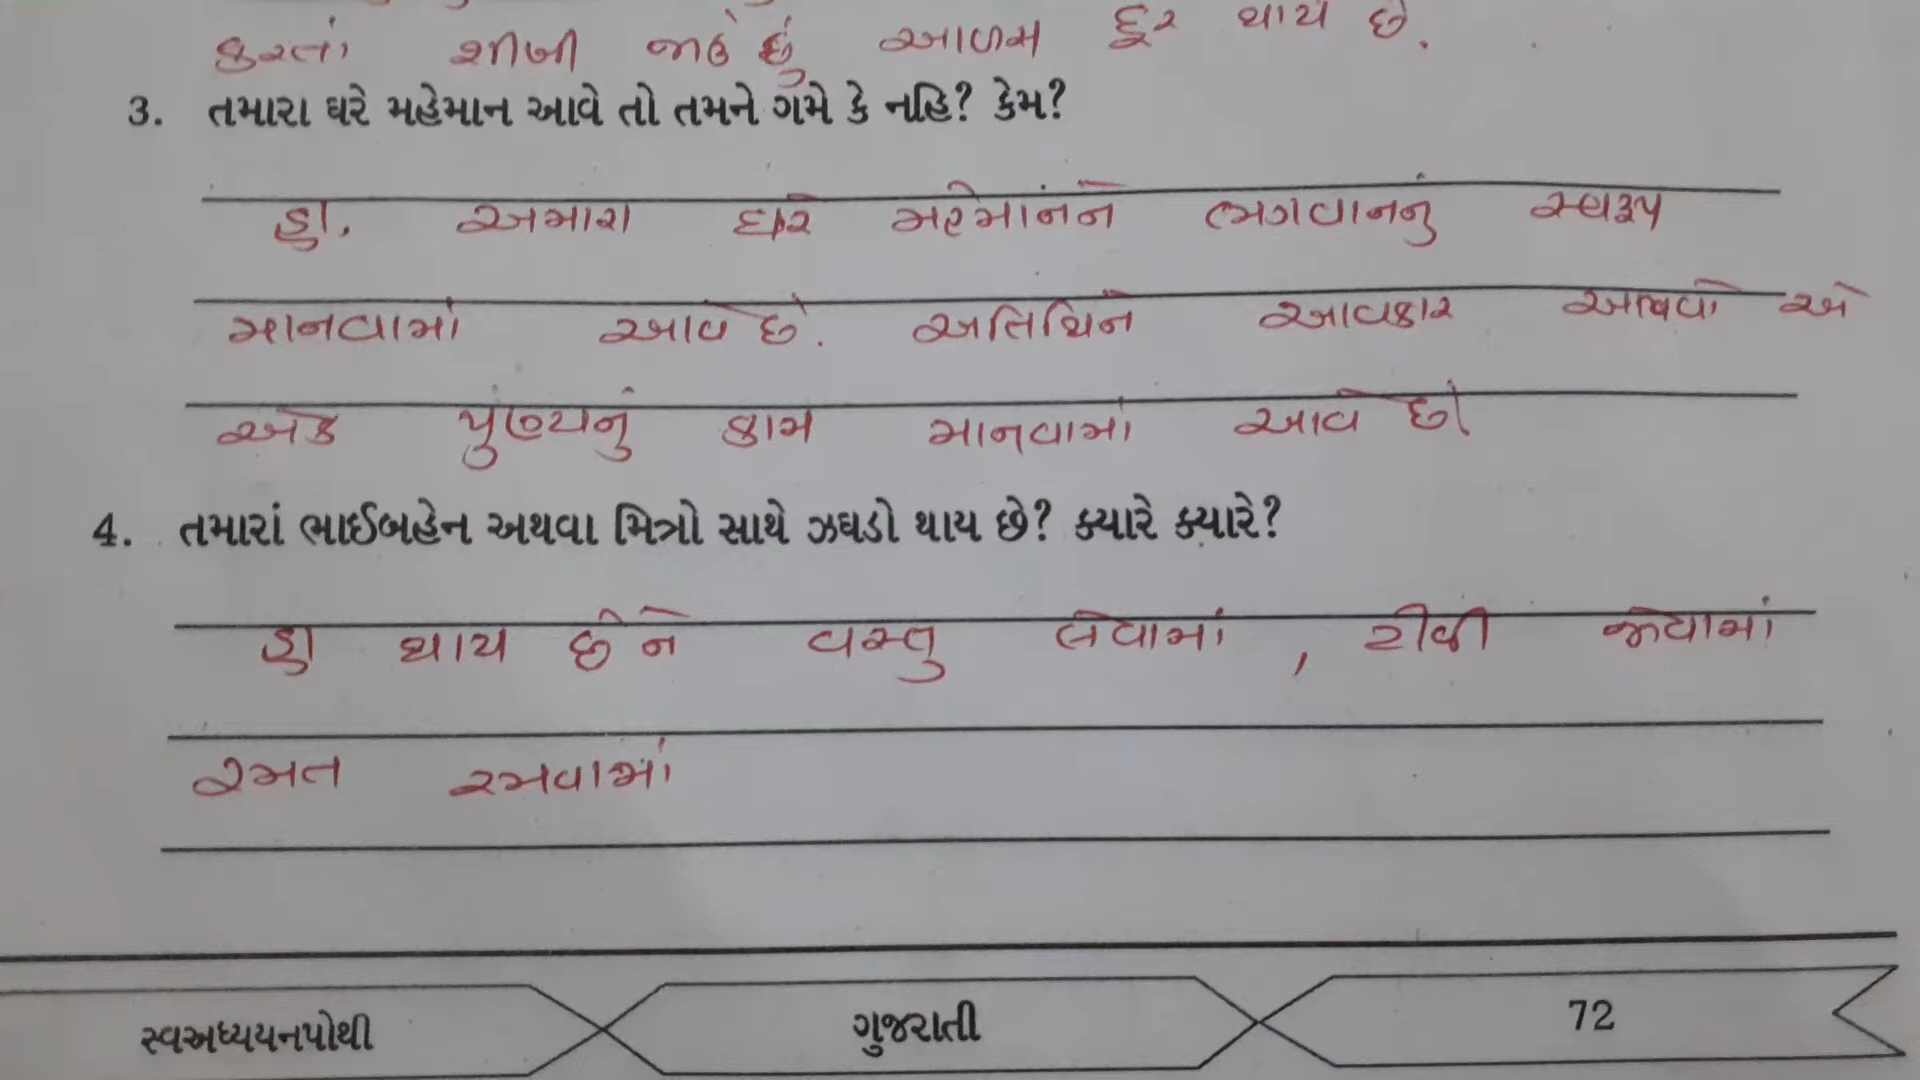 કરતાં શીખી જાઉ છું આળસ દૂર થાય છે.
3. તમારા ઘરે મહેમાન આવે તો તમને ગમે કે નહિ? કેમ?
હા. અમારા ઘરે મહેમાંનને ભગવાનનું સ્વરૂપ
માનવામાં આવે છે. અતિથિને આવકાર આપવો એ
એક પુણ્યનું કામ માનવામાં આવે છે
4. તમારાં ભાઈબહેન અથવા મિત્રો સાથે ઝઘડો થાય છે? ક્યારે ક્યારે?
હા થાય છે ને વસ્તુ લેવામાં, ટીવી જોવામાં
રમત રમવામાં
સ્વઅધ્યયનપોથી ગુજરાતી 72